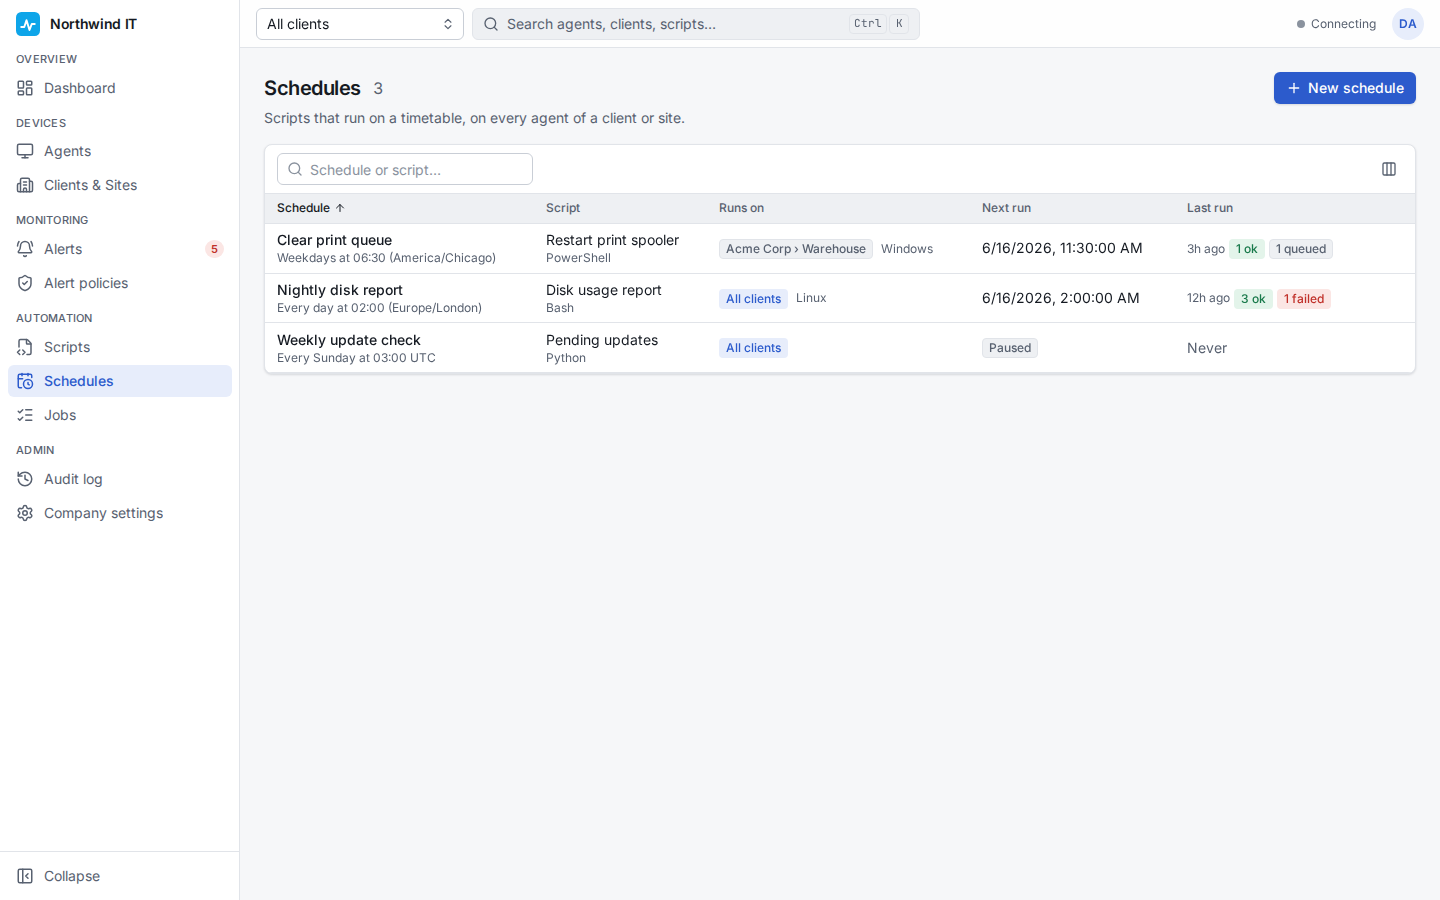 Northwind IT
All clients
Search agents, clients, scripts...
Ctrl K
Connecting
DA
OVERVIEW
Dashboard
DEVICES
Agents
Clients & Sites
MONITORING
Alerts
5
Alert policies
AUTOMATION
Scripts
Schedules
Jobs
ADMIN
Audit log
Company settings
Collapse
Schedules 3
New schedule
Scripts that run on a timetable, on every agent of a client or site.
Schedule or script...
Schedule Script Runs on Next run Last run
Clear print queue
Weekdays at 06:30 (America/Chicago)
Restart print spooler
PowerShell
Acme Corp › Warehouse Windows
6/16/2026, 11:30:00 AM
3h ago 1 ok 1 queued
Nightly disk report
Every day at 02:00 (Europe/London)
Disk usage report
Bash
All clients Linux
6/16/2026, 2:00:00 AM
12h ago 3 ok 1 failed
Weekly update check
Every Sunday at 03:00 UTC
Pending updates
Python
All clients
Paused
Never